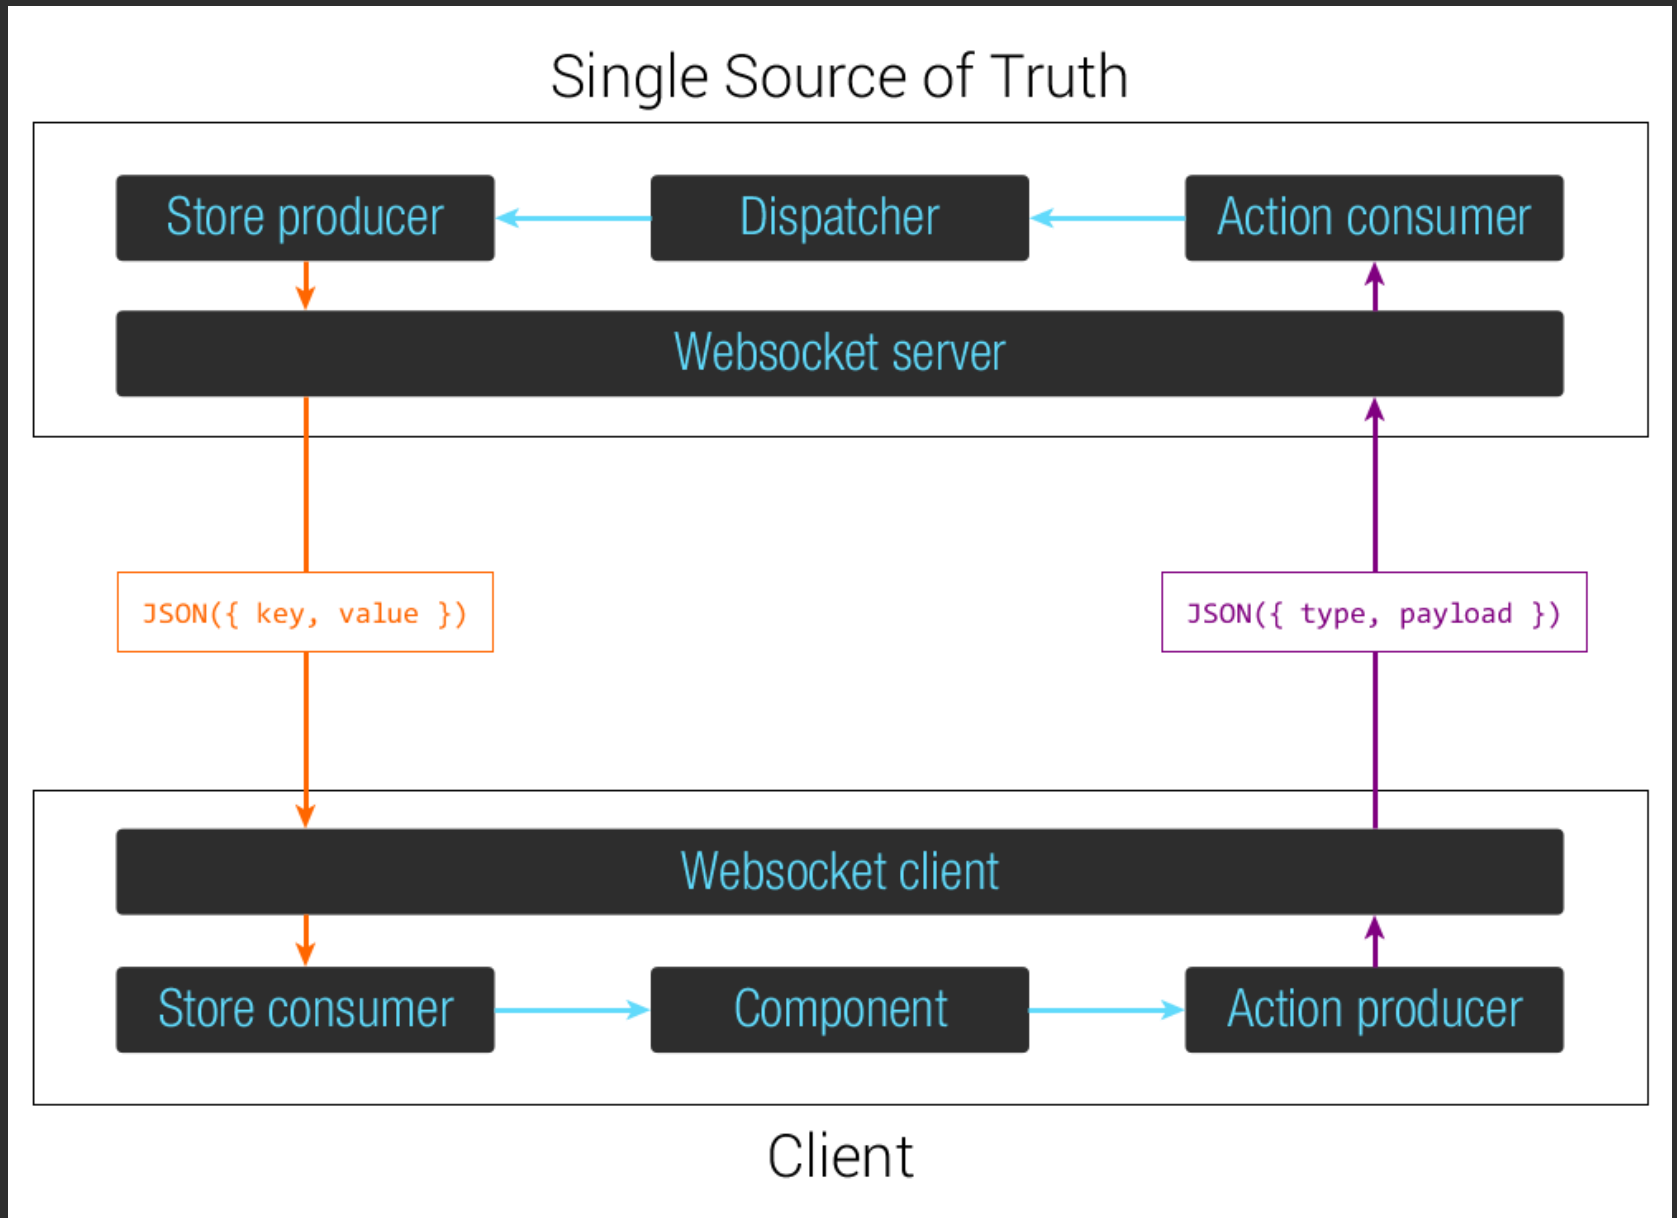 Single Source of Truth
Store producer
Dispatcher
Action consumer
Websocket server
JSON({ key, value })
JSON({ type, payload })
Websocket client
Store consumer
Component
Action producer
Client